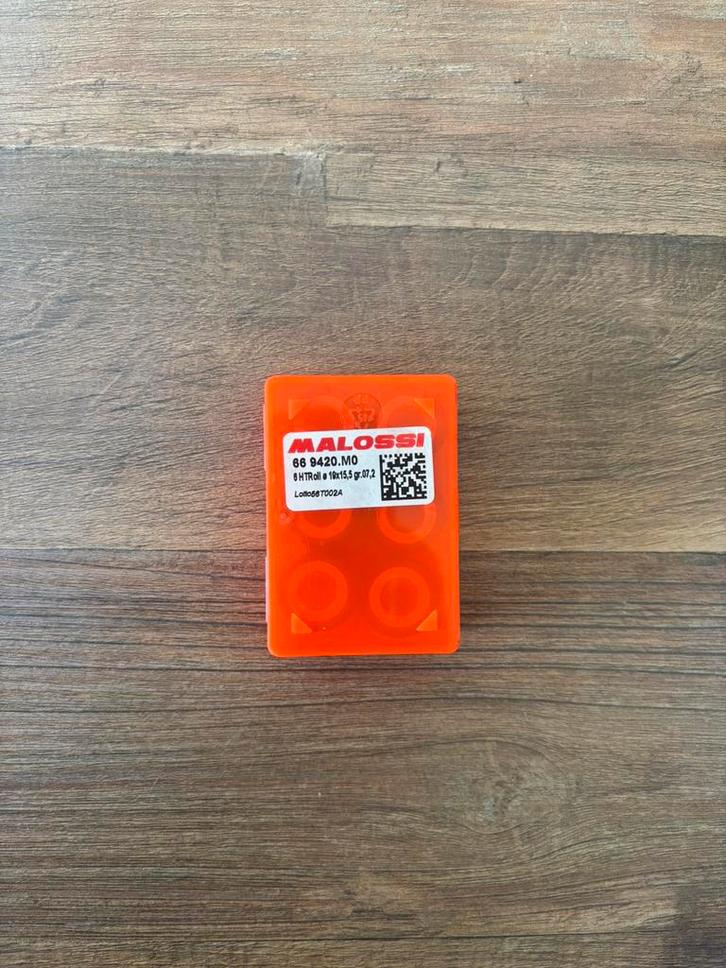 MALOSSI
66 9420.M0
6 HTRoll ø 19x15,5 gr.07,2
Lotto56T002A